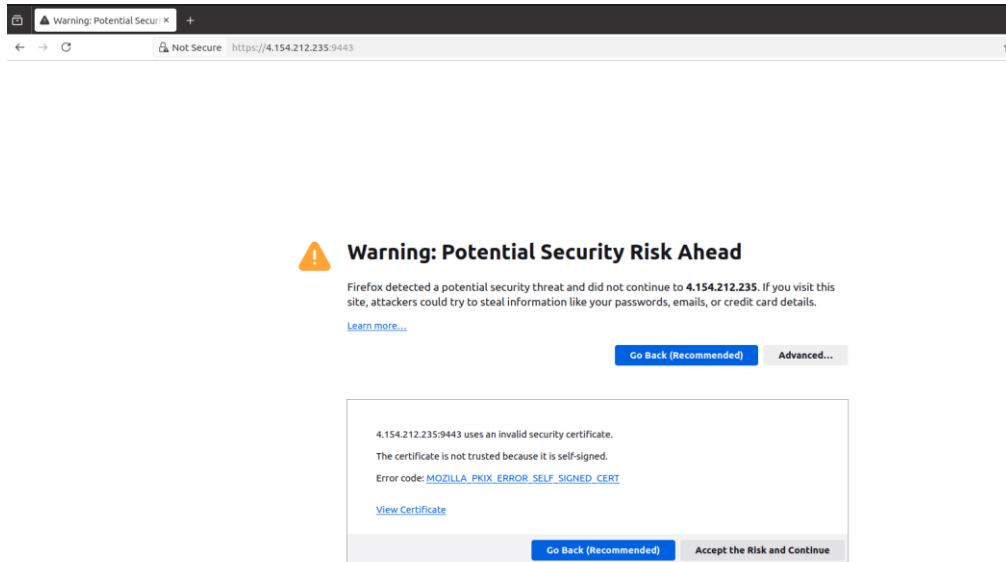 Warning: Potential Securi
Not Secure https://4.154.212.235:9443
Warning: Potential Security Risk Ahead
Firefox detected a potential security threat and did not continue to 4.154.212.235. If you visit this
site, attackers could try to steal information like your passwords, emails, or credit card details.
Learn more...
Go Back (Recommended) Advanced...
4.154.212.235:9443 uses an invalid security certificate.
The certificate is not trusted because it is self-signed.
Error code: MOZILLA_PKIX_ERROR_SELF_SIGNED_CERT
View Certificate
Go Back (Recommended) Accept the Risk and Continue